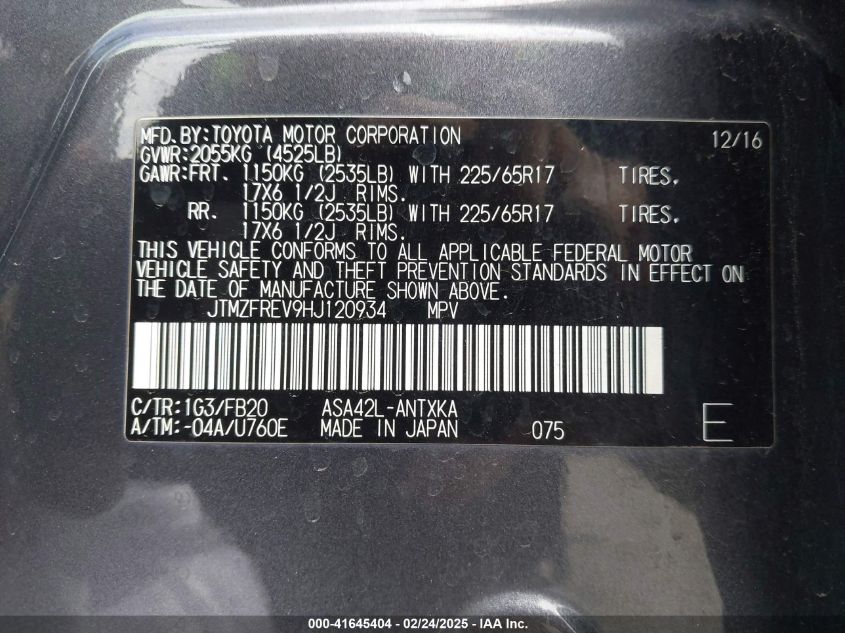 MFD.BY:TOYOTA MOTOR CORPORATION 12/16
GVWR:2055KG (4525LB)
GAWR:FRT. 1150KG (2535LB) WITH 225/65R17 TIRES.
17X6 1/2J RIMS.
RR. 1150KG (2535LB) WITH 225/65R17 TIRES.
17X6 1/2J RIMS.
THIS VEHICLE CONFORMS TO ALL APPLICABLE FEDERAL MOTOR
VEHICLE SAFETY AND THEFT PREVENTION STANDARDS IN EFFECT ON
THE DATE OF MANUFACTURE SHOWN ABOVE.
JTMZFREV9HJ120934 MPV
C/TR:1G3/FB20 ASA42L-ANTXKA
A/TM:-04A/U760E MADE IN JAPAN 075 E
000-41645404 - 02/24/2025 - IAA Inc.